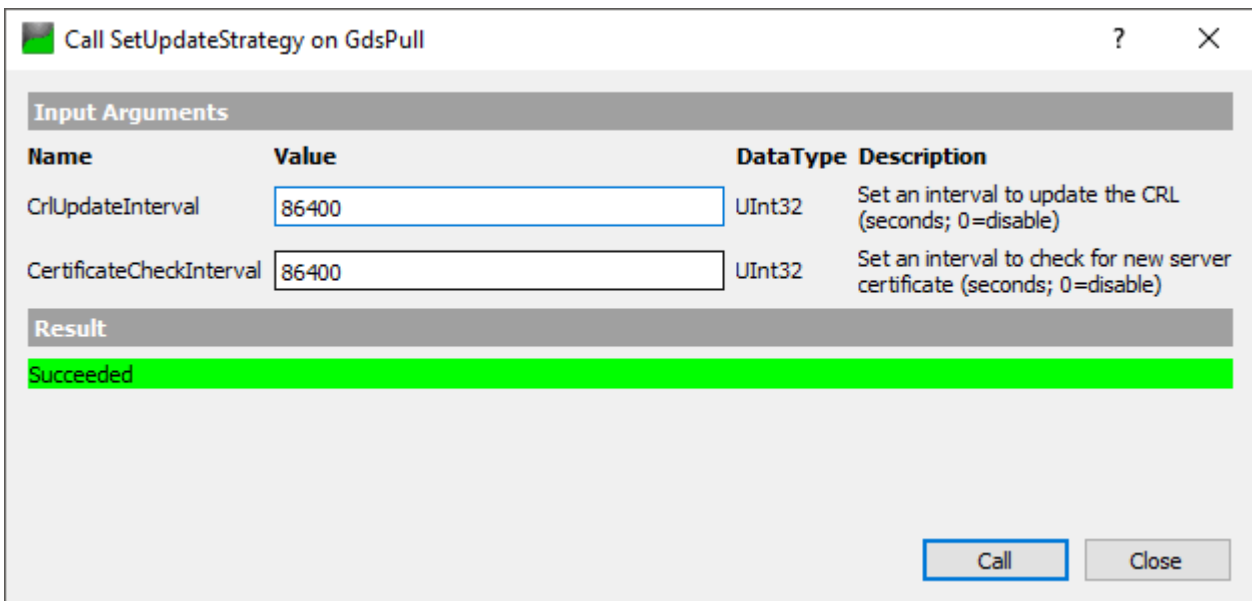 Call SetUpdateStrategy on GdsPull
?
Input Arguments
Name Value DataType Description
CrlUpdateInterval 86400 UInt32 Set an interval to update the CRL
(seconds; 0=disable)
CertificateCheckInterval 86400 UInt32 Set an interval to check for new server
certificate (seconds; 0=disable)
Result
Succeeded
Call Close